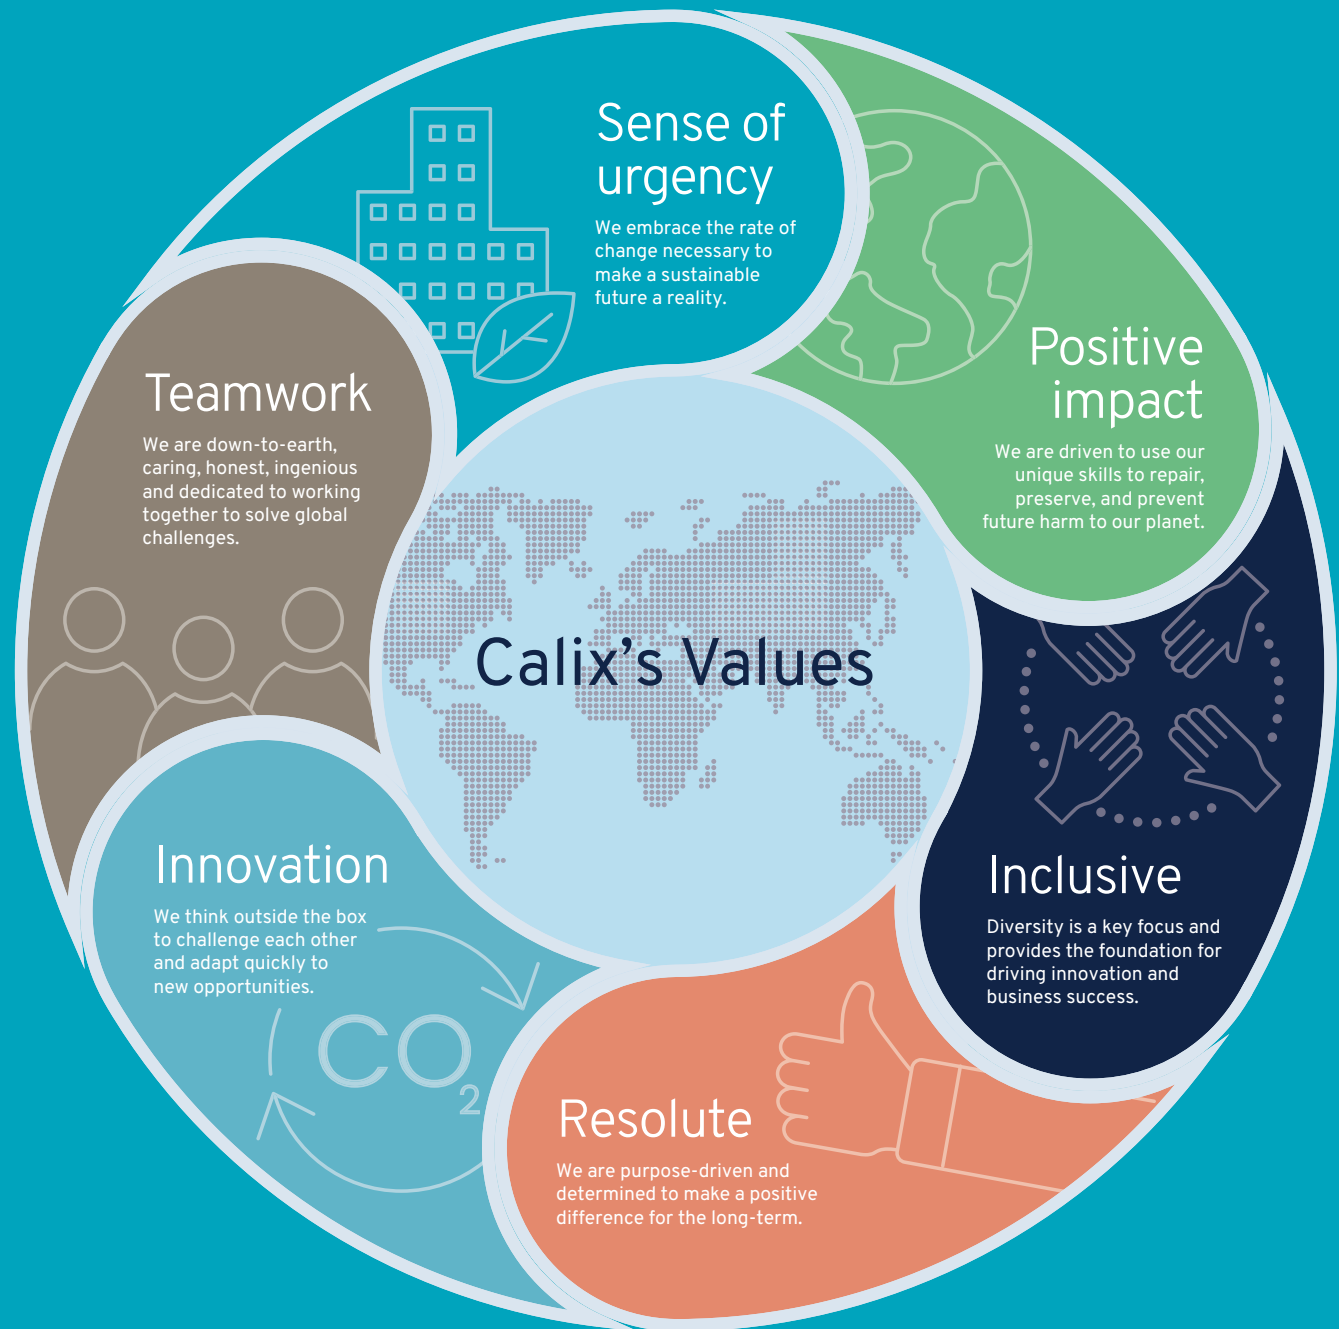 Sense of
urgency
We embrace the rate of
change necessary to
make a sustainable
future a reality.
Positive
impact
We are driven to use our
unique skills to repair,
preserve, and prevent
future harm to our planet.
Teamwork
We are down-to-earth,
caring, honest, ingenious
and dedicated to working
together to solve global
challenges.
Calix’s Values
Inclusive
Diversity is a key focus and
provides the foundation for
driving innovation and
business success.
Innovation
We think outside the box
to challenge each other
and adapt quickly to
new opportunities.
CO2
Resolute
We are purpose-driven and
determined to make a positive
difference for the long-term.